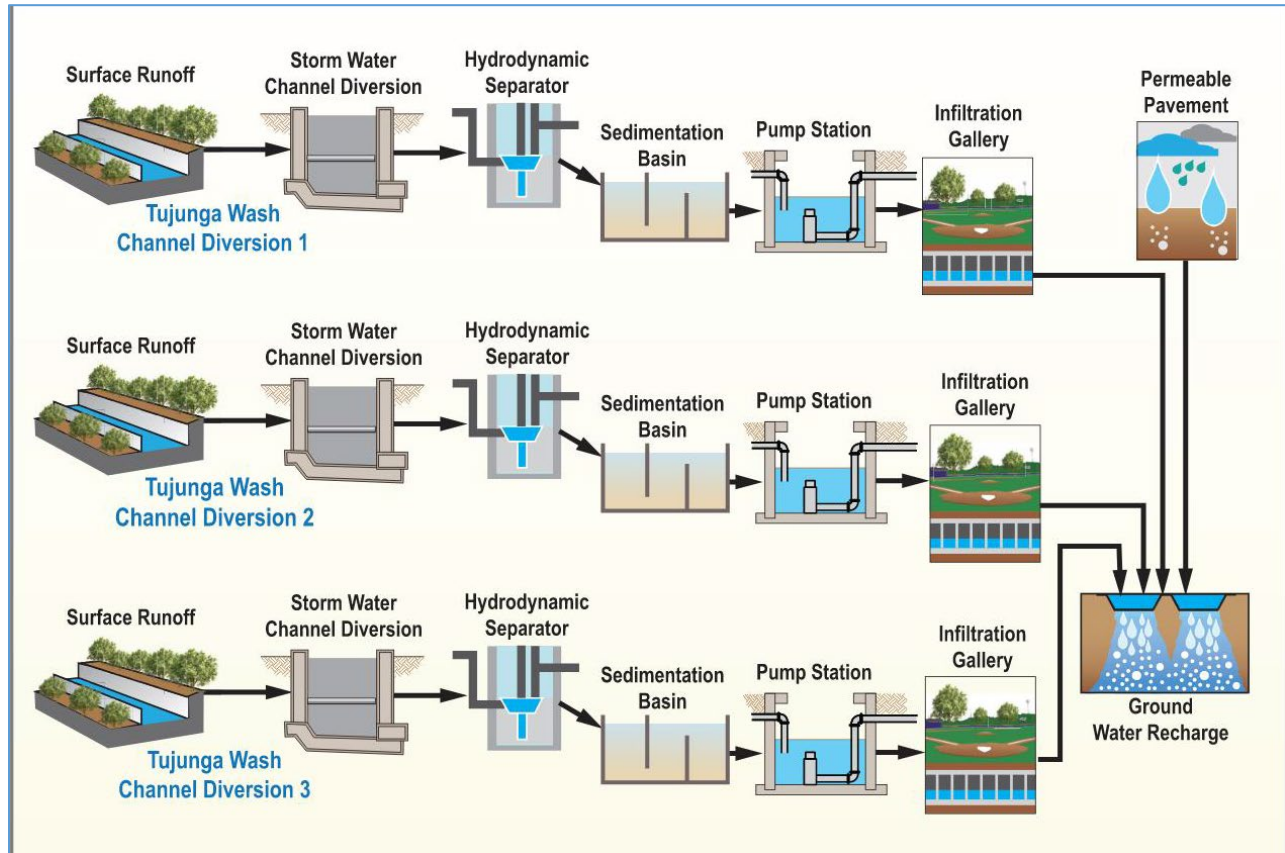 Surface Runoff
Storm Water
Channel Diversion
Hydrodynamic
Separator
Sedimentation
Basin
Pump Station
Infiltration
Gallery
Permeable
Pavement
Tujunga Wash
Channel Diversion 1
Surface Runoff
Storm Water
Channel Diversion
Hydrodynamic
Separator
Sedimentation
Basin
Pump Station
Infiltration
Gallery
Tujunga Wash
Channel Diversion 2
Surface Runoff
Storm Water
Channel Diversion
Hydrodynamic
Separator
Sedimentation
Basin
Pump Station
Infiltration
Gallery
Ground
Water Recharge
Tujunga Wash
Channel Diversion 3